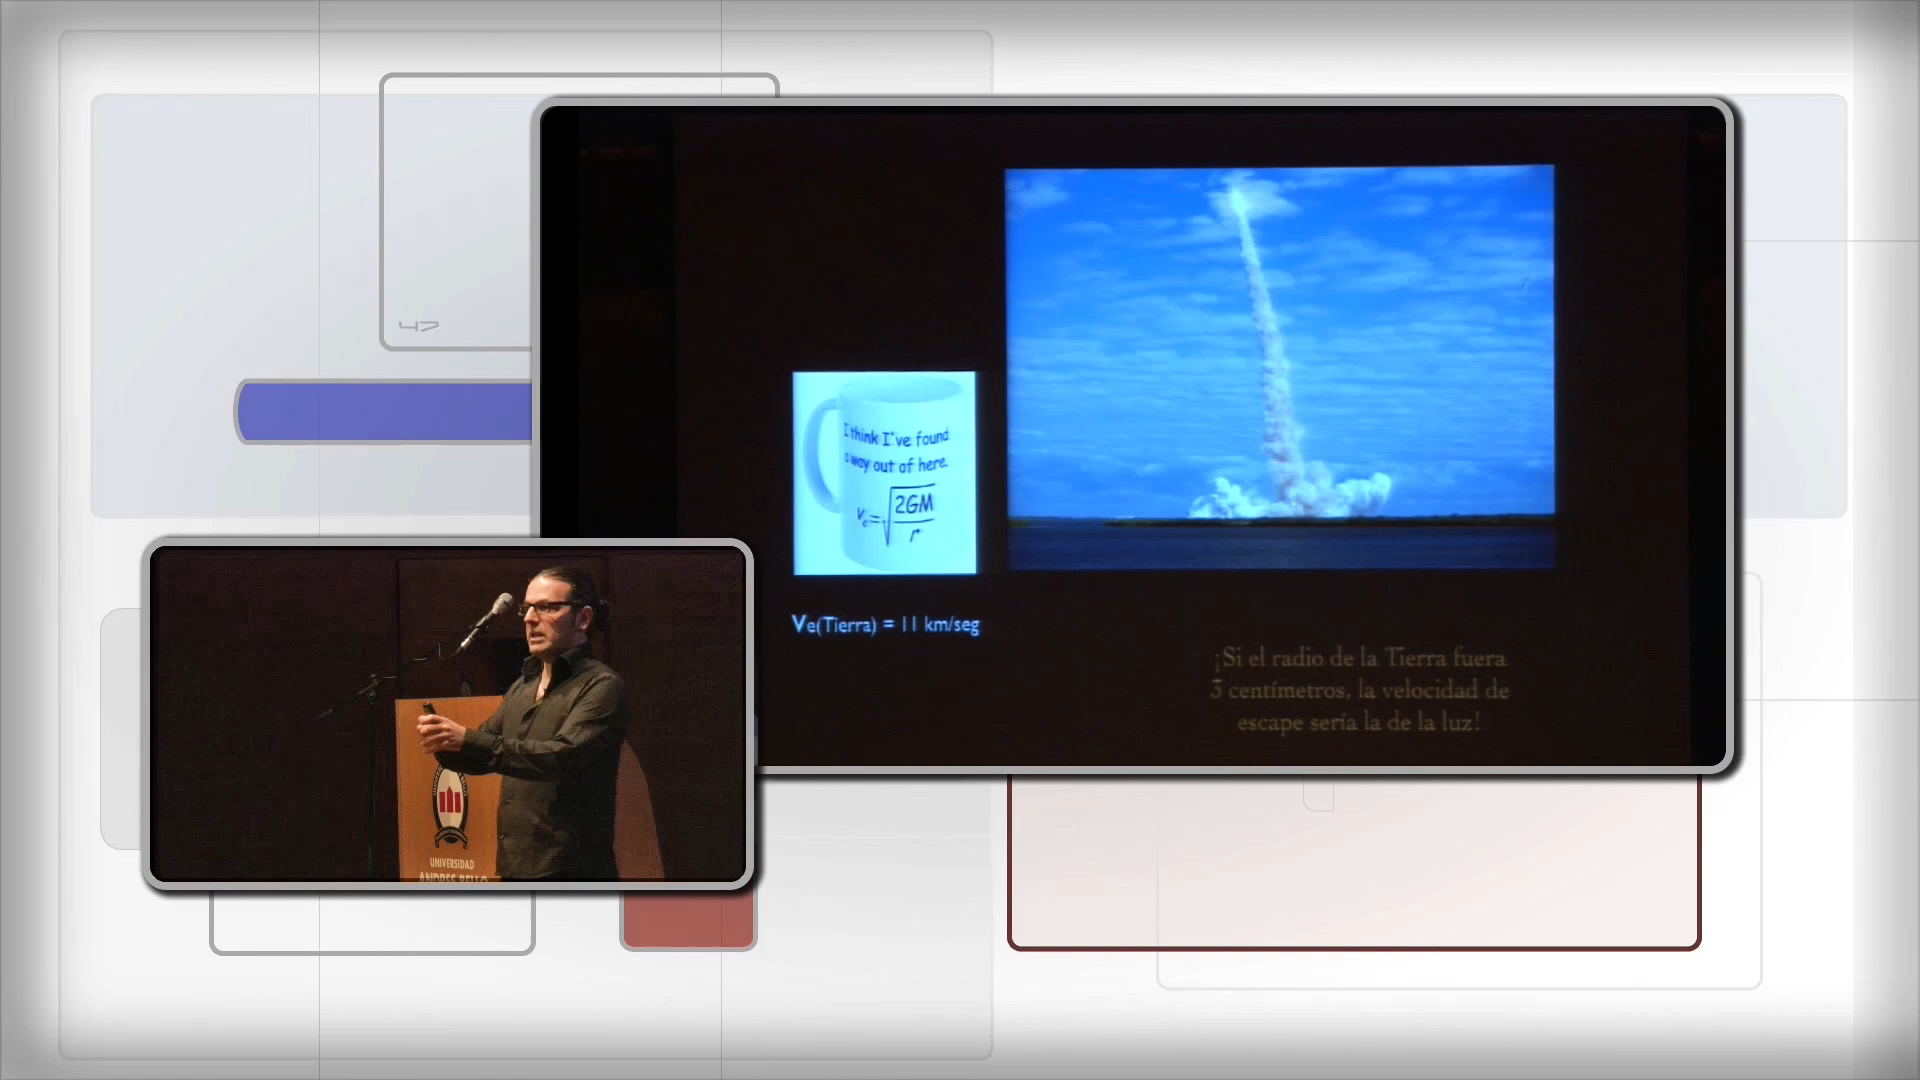 I think I've found
a way out of here.
Ve=√2GM
r
Ve(Tierra) = 11 km/seg
¡Si el radio de la Tierra fuera
3 centímetros, la velocidad de
escape sería la de la luz!
UNIVERSIDAD
ANDRES BELLO